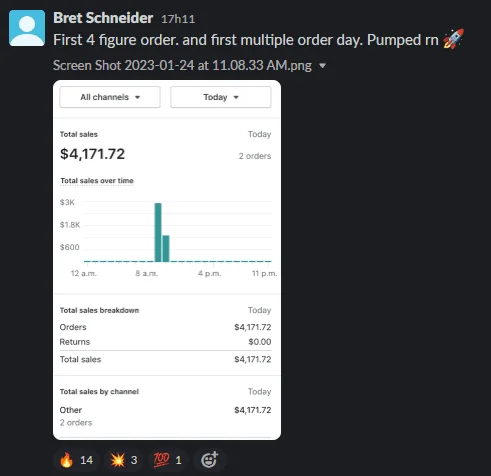 Bret Schneider 17h11
First 4 figure order. and first multiple order day. Pumped rn 🚀
Screen Shot 2023-01-24 at 11.08.33 AM.png
All channels Today
Total sales Today
$4,171.72 2 orders
Total sales over time
$3K
$1.8K
$600
12 a.m. 8 a.m. 4 p.m. 11 p.m.
Total sales breakdown Today
Orders $4,171.72
Returns $0.00
Total sales $4,171.72
Total sales by channel Today
Other $4,171.72
2 orders
🔥 14 💥 3 💯 1